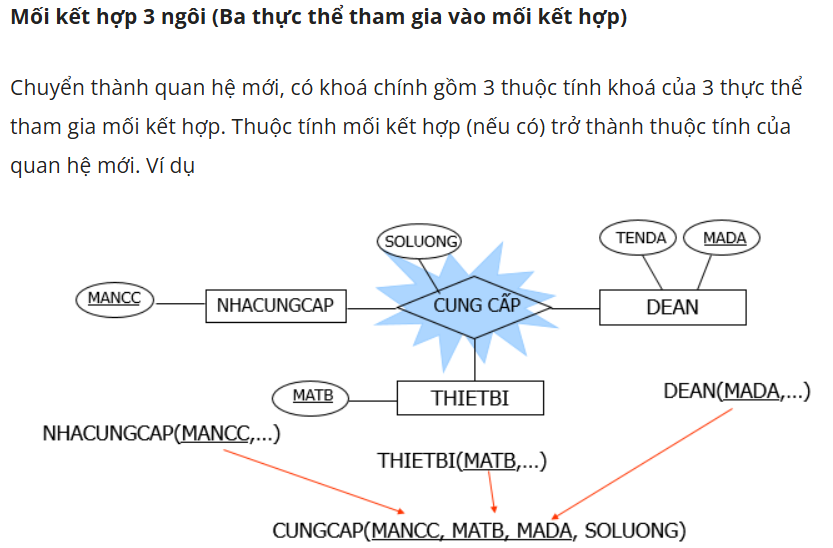 Mối kết hợp 3 ngôi (Ba thực thể tham gia vào mối kết hợp)
Chuyển thành quan hệ mới, có khoá chính gồm 3 thuộc tính khoá của 3 thực thể
tham gia mối kết hợp. Thuộc tính mối kết hợp (nếu có) trở thành thuộc tính của
quan hệ mới. Ví dụ
SOLUONG
TENDA
MADA
MANCC
NHACUNGCAP
CUNG CẤP
DEAN
MATB
THIETBI
DEAN(MADA,...)
NHACUNGCAP(MANCC,...)
THIETBI(MATB,...)
CUNGCAP(MANCC, MATB, MADA, SOLUONG)